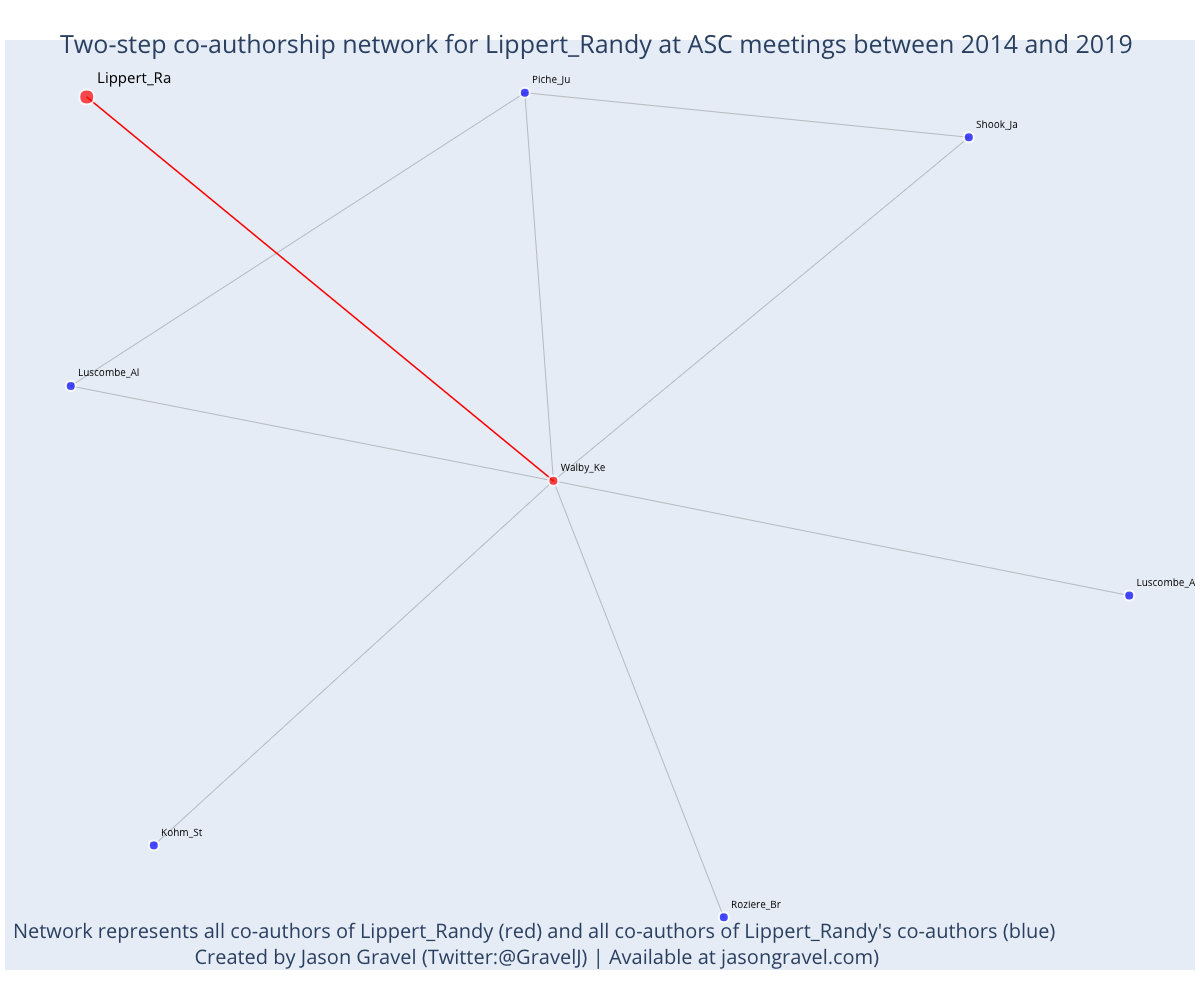 Two-step co-authorship network for Lippert_Randy at ASC meetings between 2014 and 2019
Lippert_Ra
Piche_Ju
Shook_Ja
Luscombe_Al
Walby_Ke
Luscombe_A
Kohm_St
Roziere_Br
Network represents all co-authors of Lippert_Randy (red) and all co-authors of Lippert_Randy's co-authors (blue)
Created by Jason Gravel (Twitter:@GravelJ) | Available at jasongravel.com)